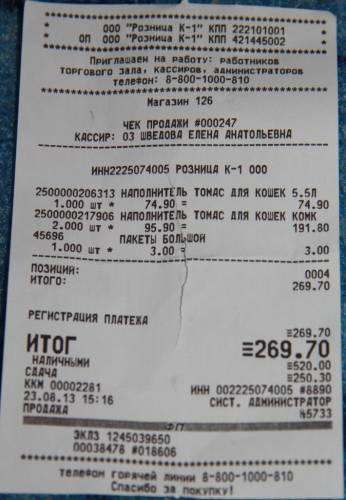 ООО "Розница К-1" КПП 222101001
ОП ООО "Розница К-1" КПП 421445002
Приглашаем на работу: работников
торгового зала, кассиров, администраторов
телефон: 8-800-1000-810
Магазин 126
ЧЕК ПРОДАЖИ #000247
КАССИР: 03 ШВЕДОВА ЕЛЕНА АНАТОЛЬЕВНА
ИНН2225074005 РОЗНИЦА К-1 ООО
2500000206313 НАПОЛНИТЕЛЬ ТОМАС ДЛЯ КОШЕК 5.5Л
1.000 шт * 74.90 = 74.90
2500000217906 НАПОЛНИТЕЛЬ ТОМАС ДЛЯ КОШЕК КОМК
2.000 шт * 95.90 = 191.80
45696 ПАКЕТЫ БОЛЬШОЙ
1.000 шт * 3.00 = 3.00
ПОЗИЦИЙ: 0004
ИТОГО: 269.70
РЕГИСТРАЦИЯ ПЛАТЕЖА
≡269.70
ИТОГ ≡269.70
НАЛИЧНЫМИ ≡520.00
СДАЧА ≡250.30
ККМ 00002281 ИНН 002225074005 #8890
23.08.13 15:16 СИСТ. АДМИНИСТРАТОР
ПРОДАЖА №5733
ФП
ЭКЛЗ 1245039650
00038478 #018606
телефон горячей линии 8-800-1000-810
Спасибо за покупку!